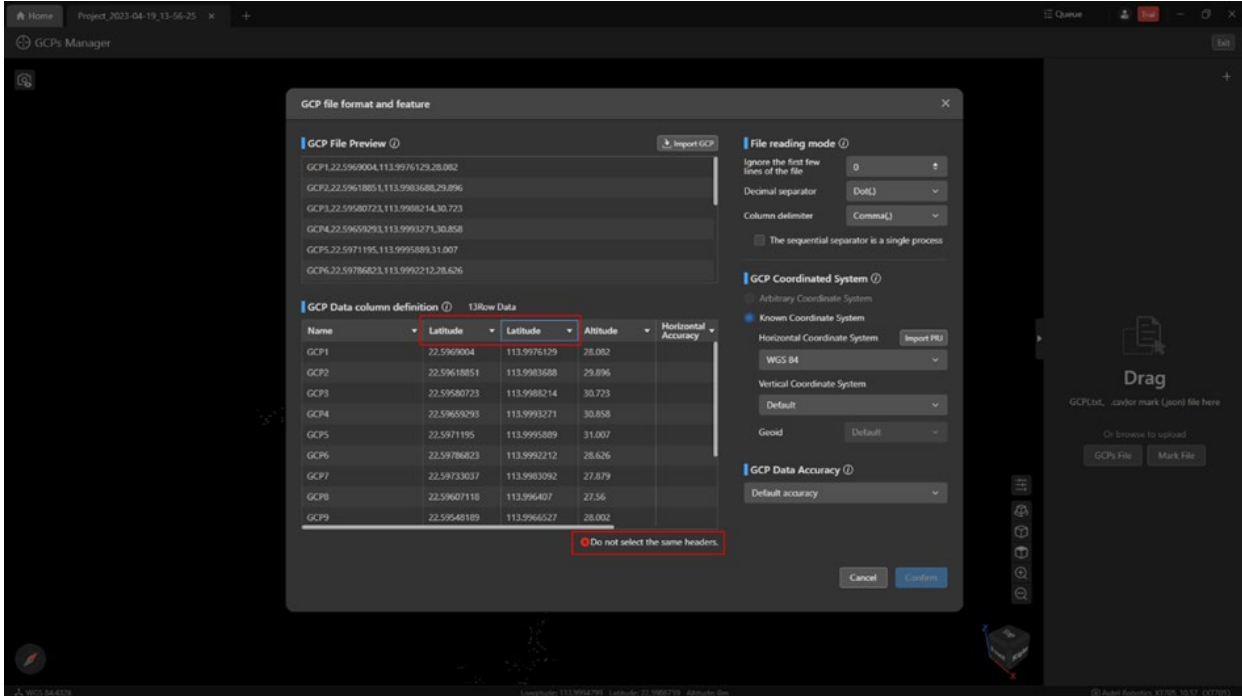 Home
Project_2023-04-19_13-56-25
Queue
Trial
GCPs Manager
Exit
GCP file format and feature
GCP File Preview
Import GCP
GCP1,22.5969004,113.9976129,28.082
GCP2,22.59618851,113.9983688,29.896
GCP3,22.59580723,113.9988214,30.723
GCP4,22.59659293,113.9993271,30.858
GCP5,22.5971195,113.9995889,31.007
GCP6,22.59786823,113.9992212,28.626
GCP Data column definition
13Row Data
Name Latitude Latitude Altitude Horizontal Accuracy
GCP1 22.5969004 113.9976129 28.082
GCP2 22.59618851 113.9983688 29.896
GCP3 22.59580723 113.9988214 30.723
GCP4 22.59659293 113.9993271 30.858
GCP5 22.5971195 113.9995889 31.007
GCP6 22.59786823 113.9992212 28.626
GCP7 22.59733037 113.9983092 27.879
GCP8 22.59607118 113.996407 27.56
GCP9 22.59548189 113.9966527 28.002
Do not select the same headers.
File reading mode
Ignore the first few
lines of the file
0
Decimal separator
Dot(.)
Column delimiter
Comma(,)
The sequential separator is a single process
GCP Coordinated System
Arbitrary Coordinate System
Known Coordinate System
Horizontal Coordinate System
Import PRJ
WGS 84
Vertical Coordinate System
Default
Geoid
Default
GCP Data Accuracy
Default accuracy
Cancel
Confirm
Drag
file here
Or browse to upload
GCPs File
Mark File
Top
Front
Right
Z
X
WGS 84:4326
Altitude: 0m
Autel Robotics